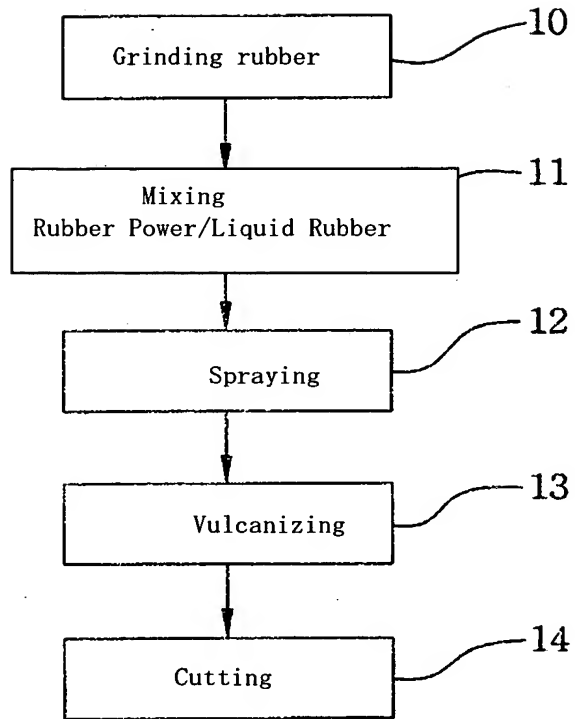 Grinding rubber
10
Mixing
Rubber Power/Liquid Rubber
11
Spraying
12
Vulcanizing
13
Cutting
14